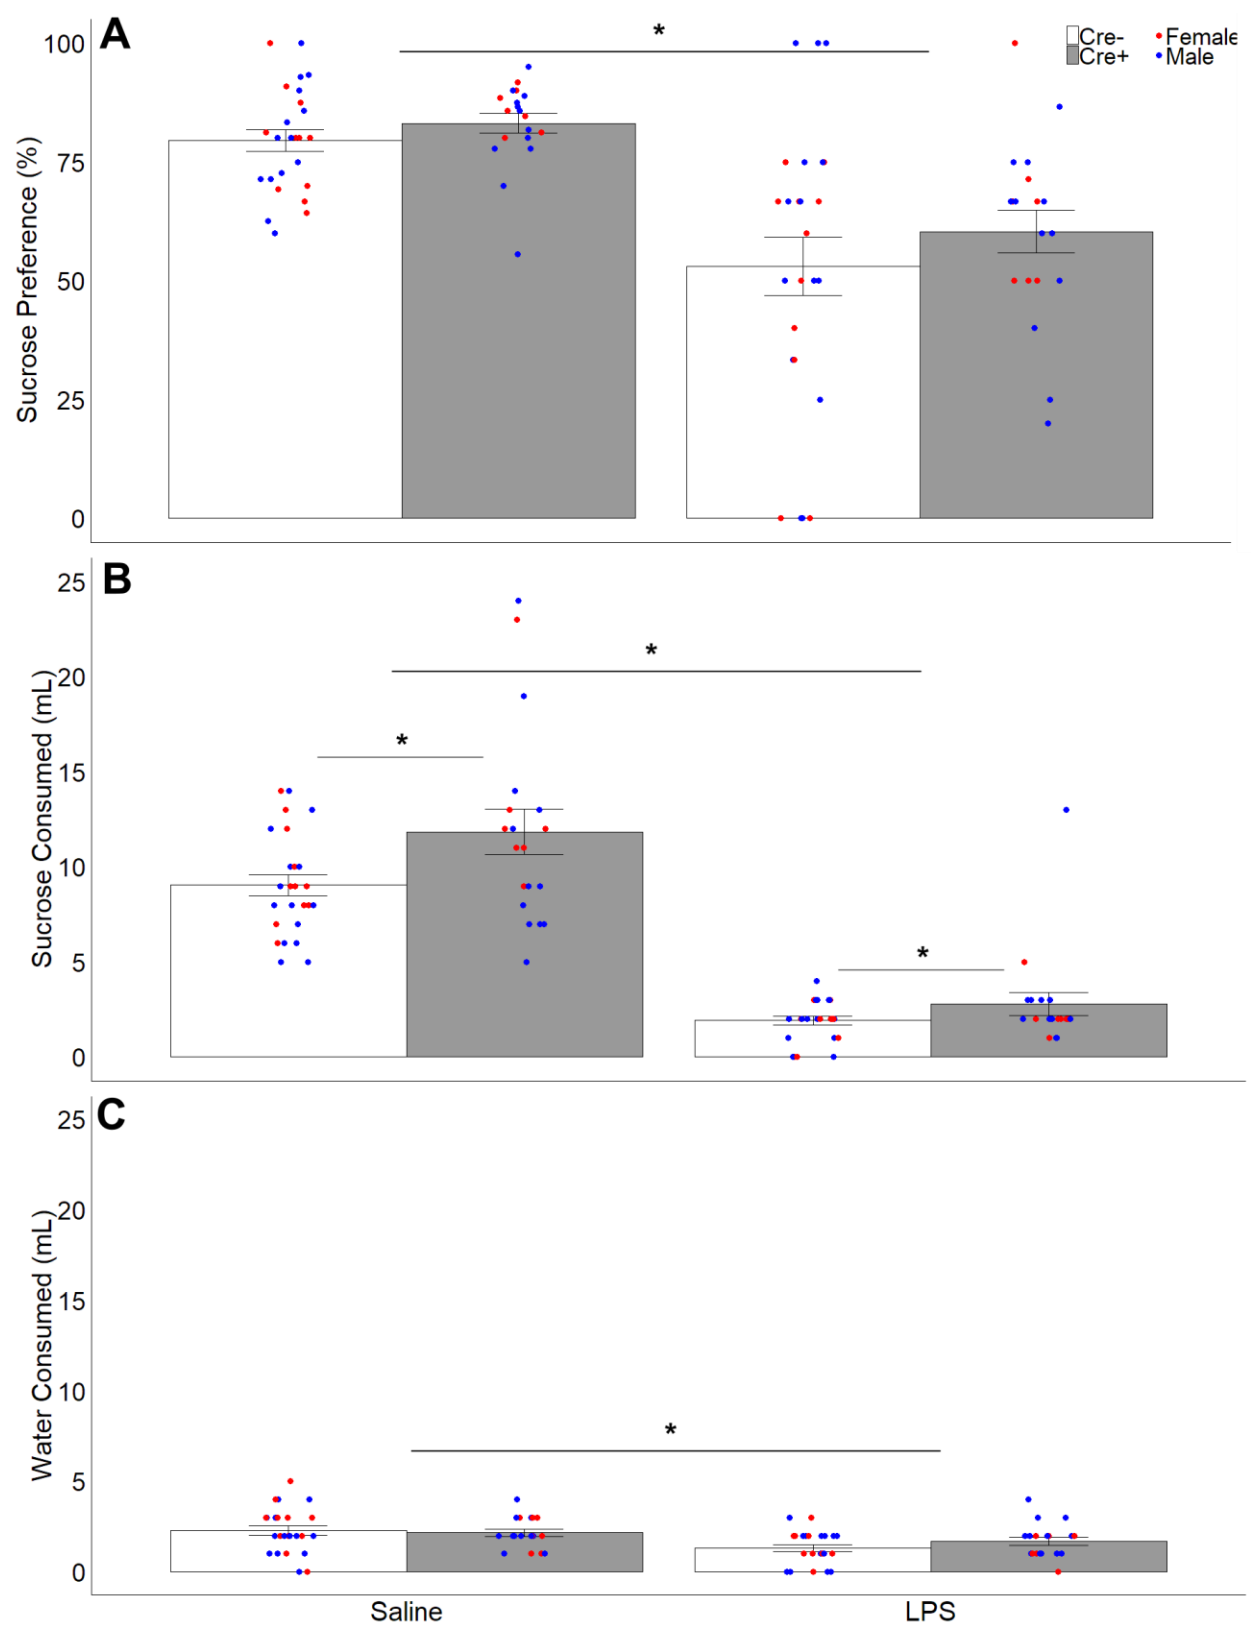 A
*
Cre-
Female
Cre+
Male
Sucrose Preference (%)
100
75
50
25
0
B
*
*
*
Sucrose Consumed (mL)
25
20
15
10
5
0
C
*
Water Consumed (mL)
25
20
15
10
5
0
Saline
LPS